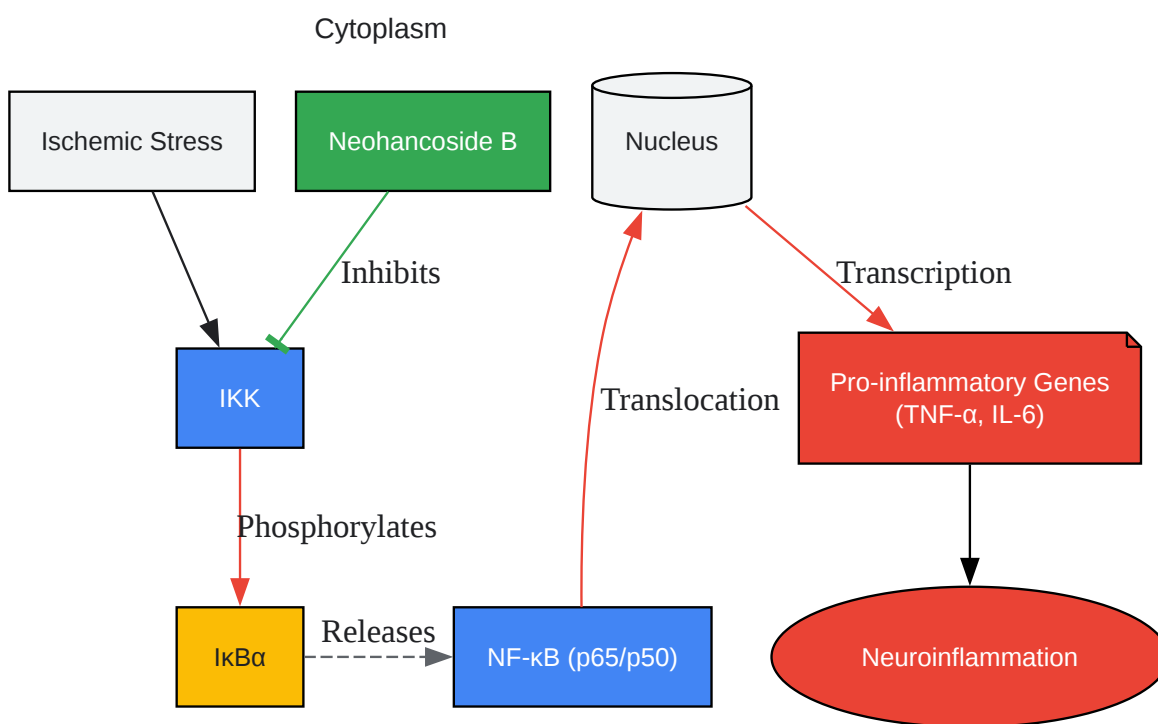 Cytoplasm
Ischemic Stress
Neohancoside B
Nucleus
Inhibits
Transcription
IKK
Pro-inflammatory Genes
(TNF-α, IL-6)
Translocation
Phosphorylates
IκBα
Releases
NF-κB (p65/p50)
Neuroinflammation